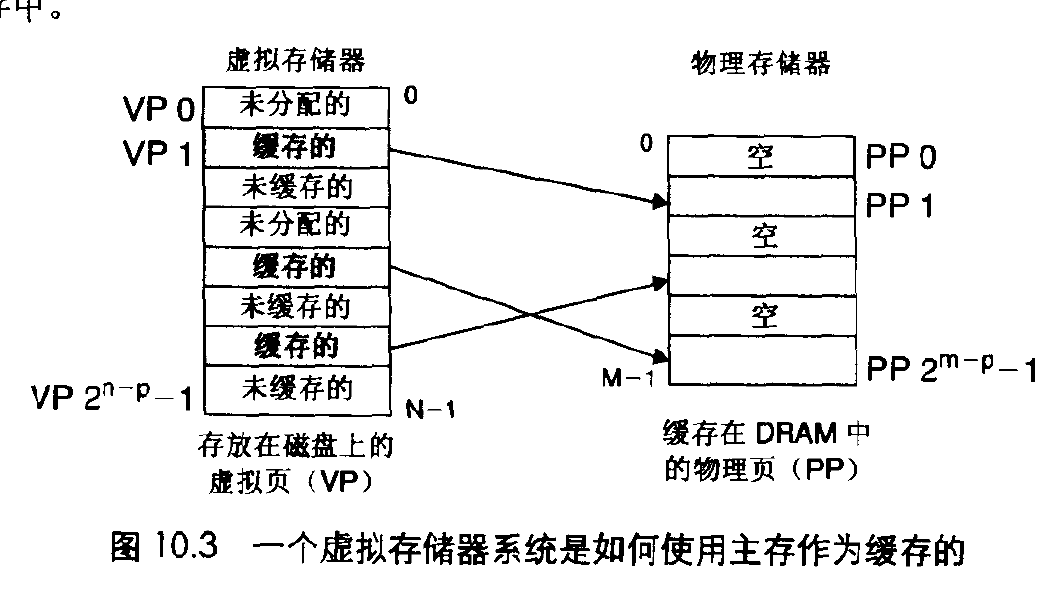 存中。
虚拟存储器
物理存储器
VP 0
未分配的
0
VP 1
缓存的
未缓存的
未分配的
缓存的
未缓存的
缓存的
VP 2ⁿ⁻ᵖ−1
未缓存的
N−1
0
空
PP 0
PP 1
空
空
M−1
PP 2ᵐ⁻ᵖ−1
存放在磁盘上的
虚拟页（VP）
缓存在 DRAM 中
的物理页（PP）
图 10.3 一个虚拟存储器系统是如何使用主存作为缓存的